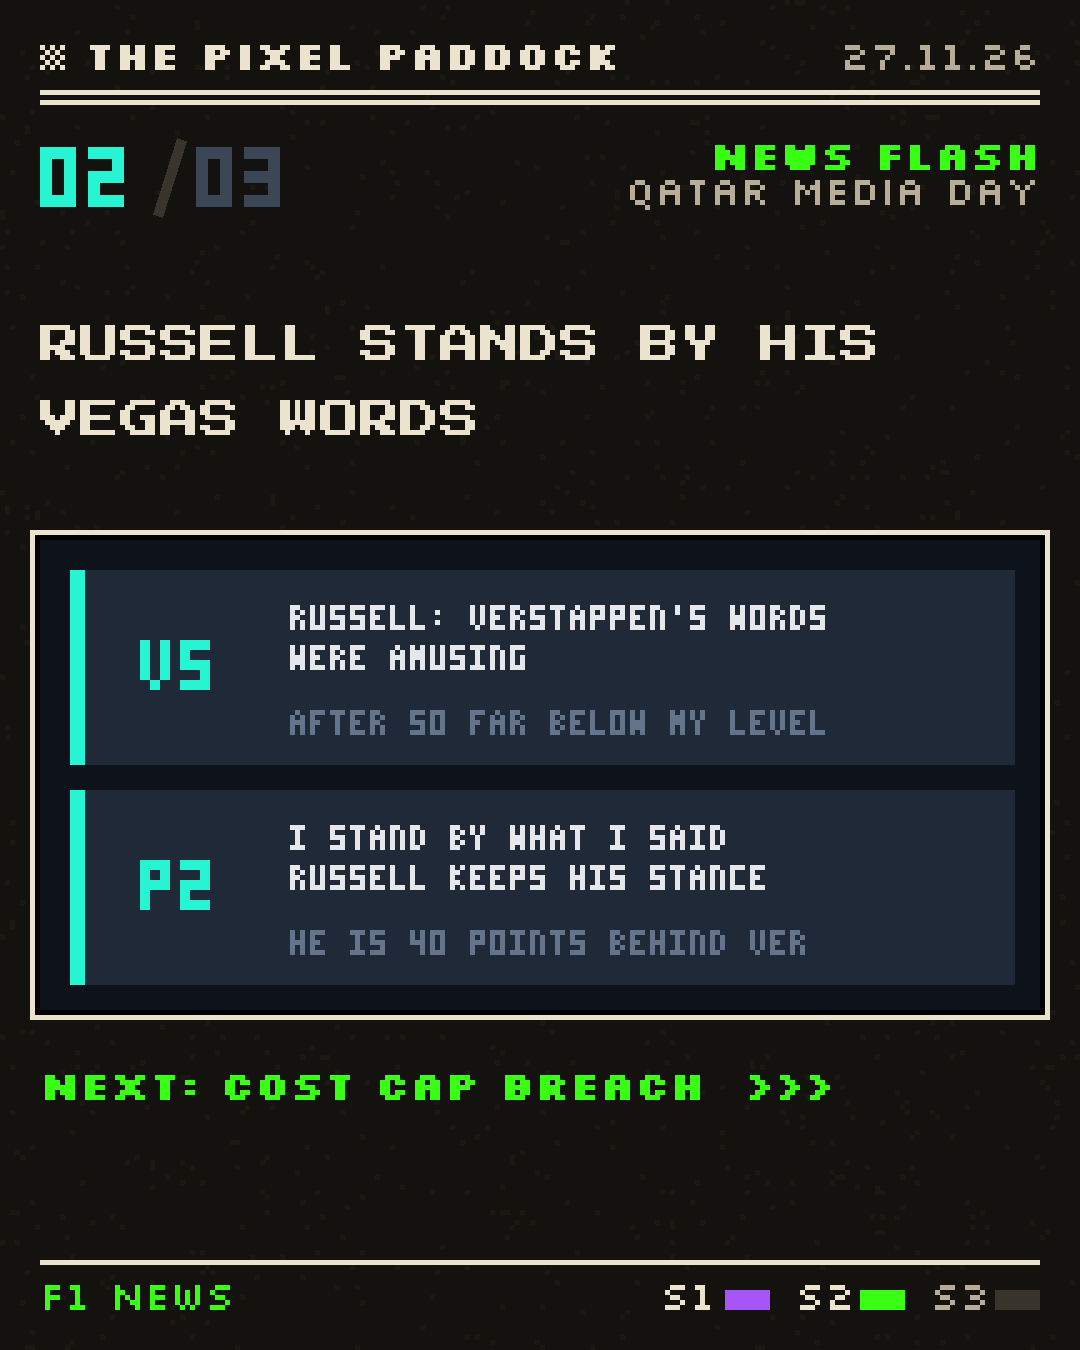 THE PIXEL PADDOCK
27.11.26
02 /03
NEWS FLASH
QATAR MEDIA DAY
RUSSELL STANDS BY HIS
VEGAS WORDS
VS
RUSSELL: VERSTAPPEN'S WORDS
WERE AMUSING
AFTER SO FAR BELOW MY LEVEL
P2
I STAND BY WHAT I SAID
RUSSELL KEEPS HIS STANCE
HE IS 40 POINTS BEHIND VER
NEXT: COST CAP BREACH >>>
F1 NEWS
S1 S2 S3